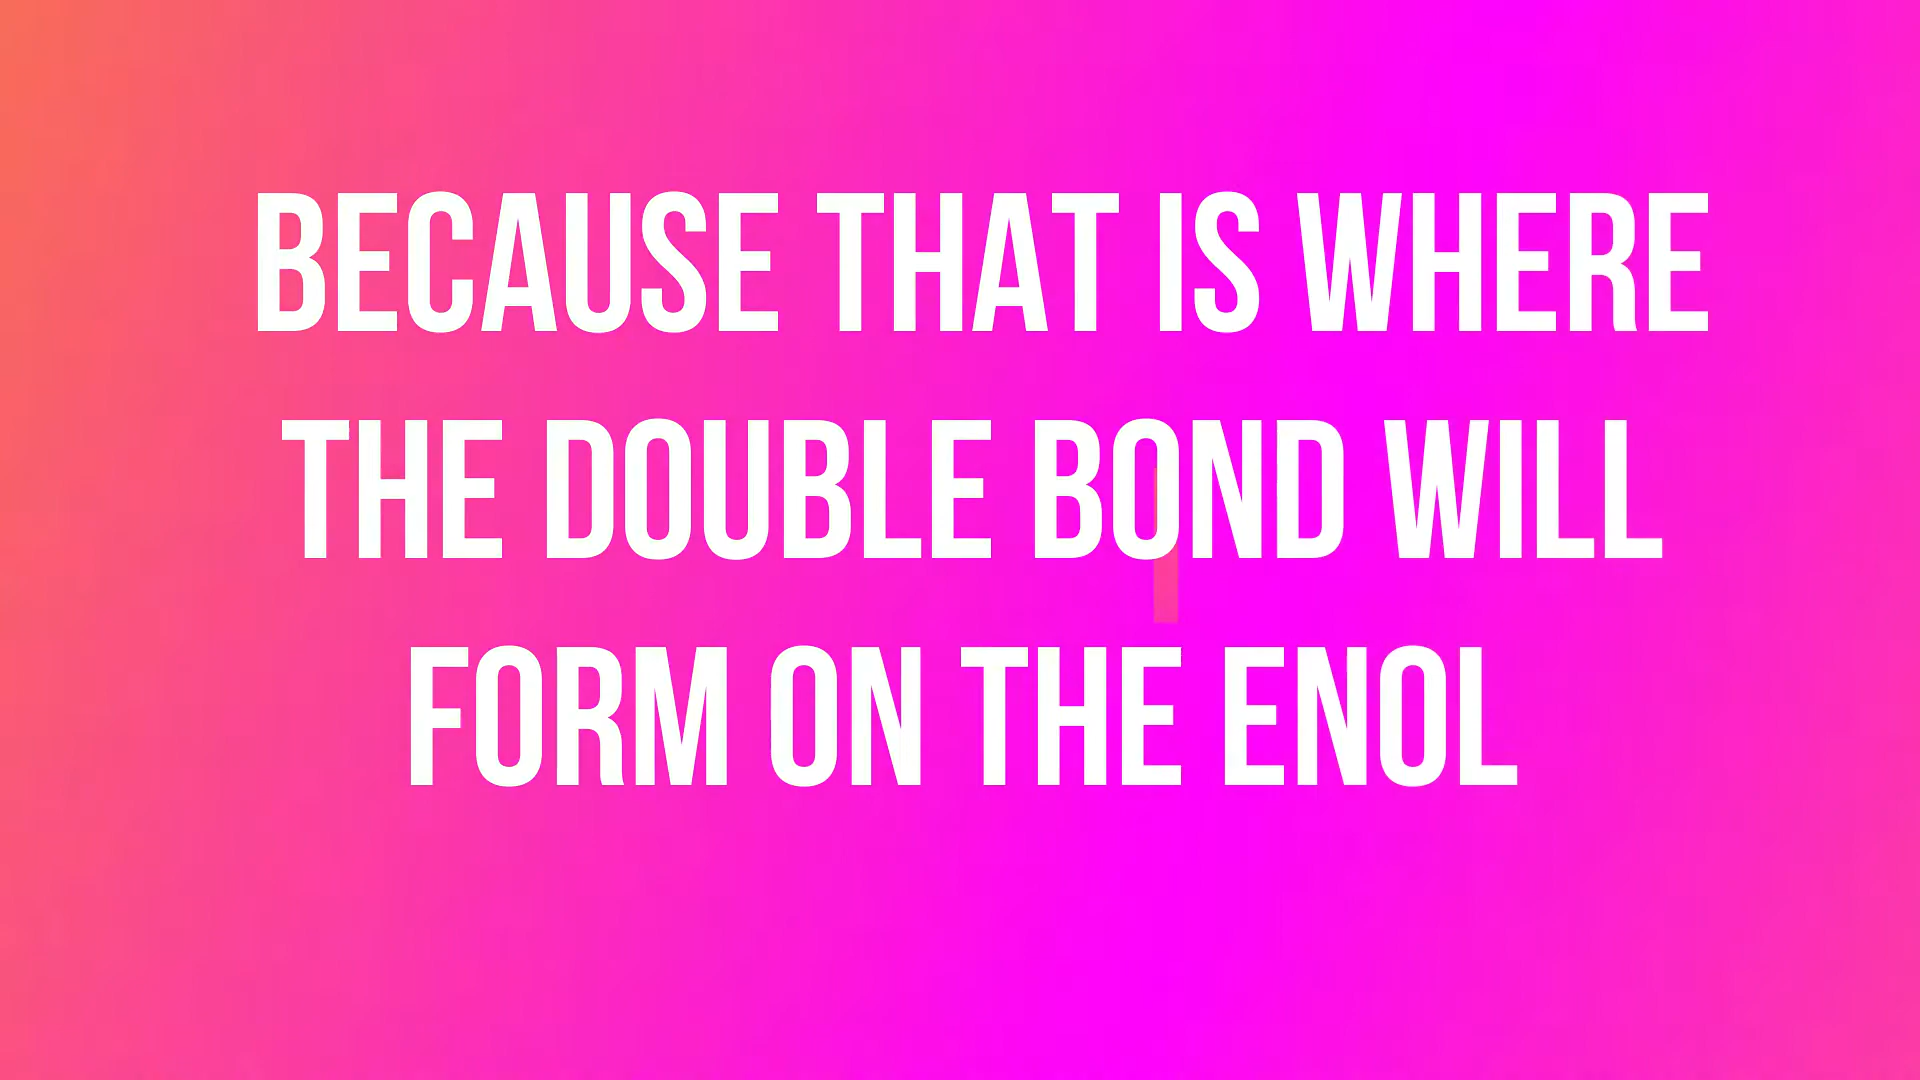 BECAUSE THAT IS WHERE
THE DOUBLE BOND WILL
FORM ON THE ENOL